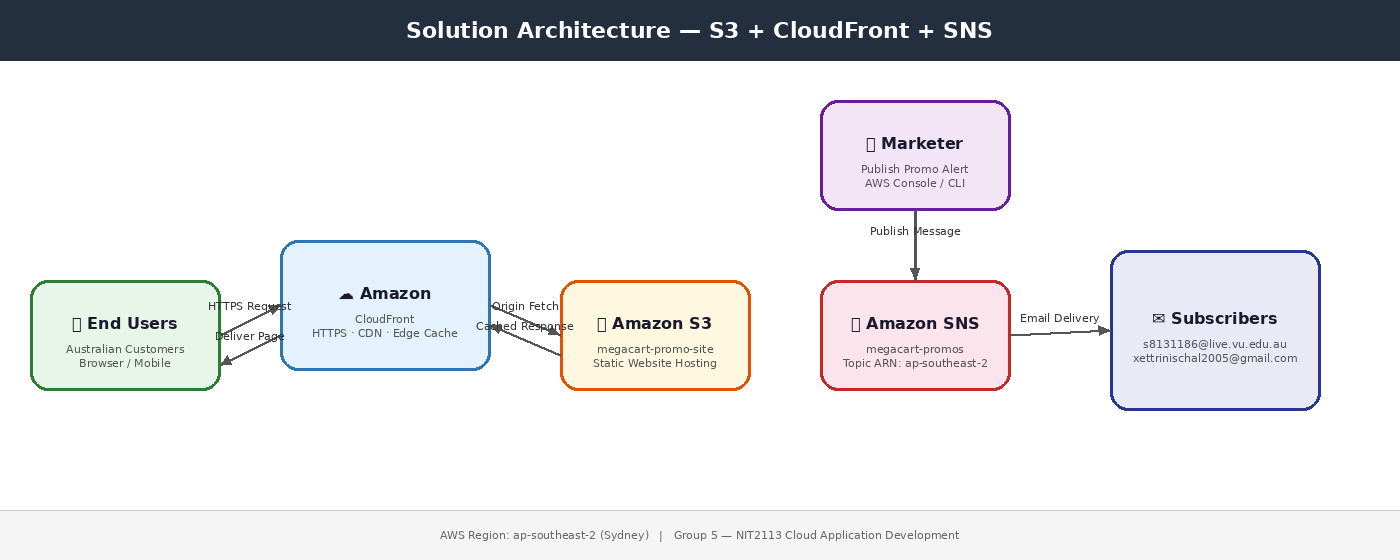 Solution Architecture — S3 + CloudFront + SNS
Marketer
Publish Promo Alert
AWS Console / CLI
Publish Message
End Users
Australian Customers
Browser / Mobile
HTTPS Request
Deliver Page
☁ Amazon
CloudFront
HTTPS · CDN · Edge Cache
Origin Fetch
Cached Response
Amazon S3
megacart-promo-site
Static Website Hosting
Amazon SNS
megacart-promos
Topic ARN: ap-southeast-2
Email Delivery
✉ Subscribers
s8131186@live.vu.edu.au
xettrinischal2005@gmail.com
AWS Region: ap-southeast-2 (Sydney) | Group 5 — NIT2113 Cloud Application Development